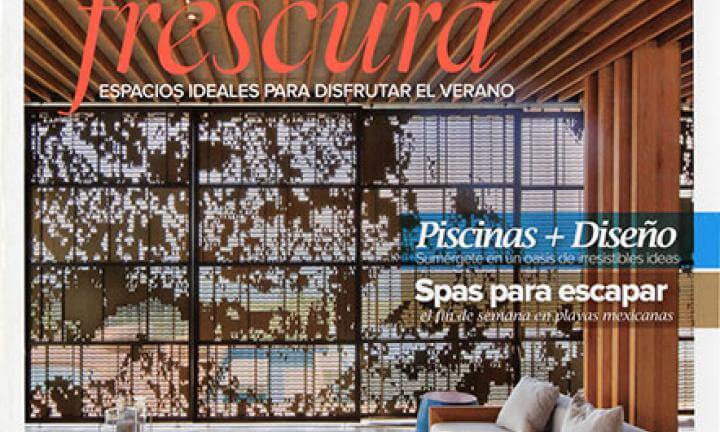 frescura
ESPACIOS IDEALES PARA DISFRUTAR EL VERANO
Piscinas + Diseño
Sumérgete en un oasis de irresistibles ideas
Spas para escapar
el fin de semana en playas mexicanas